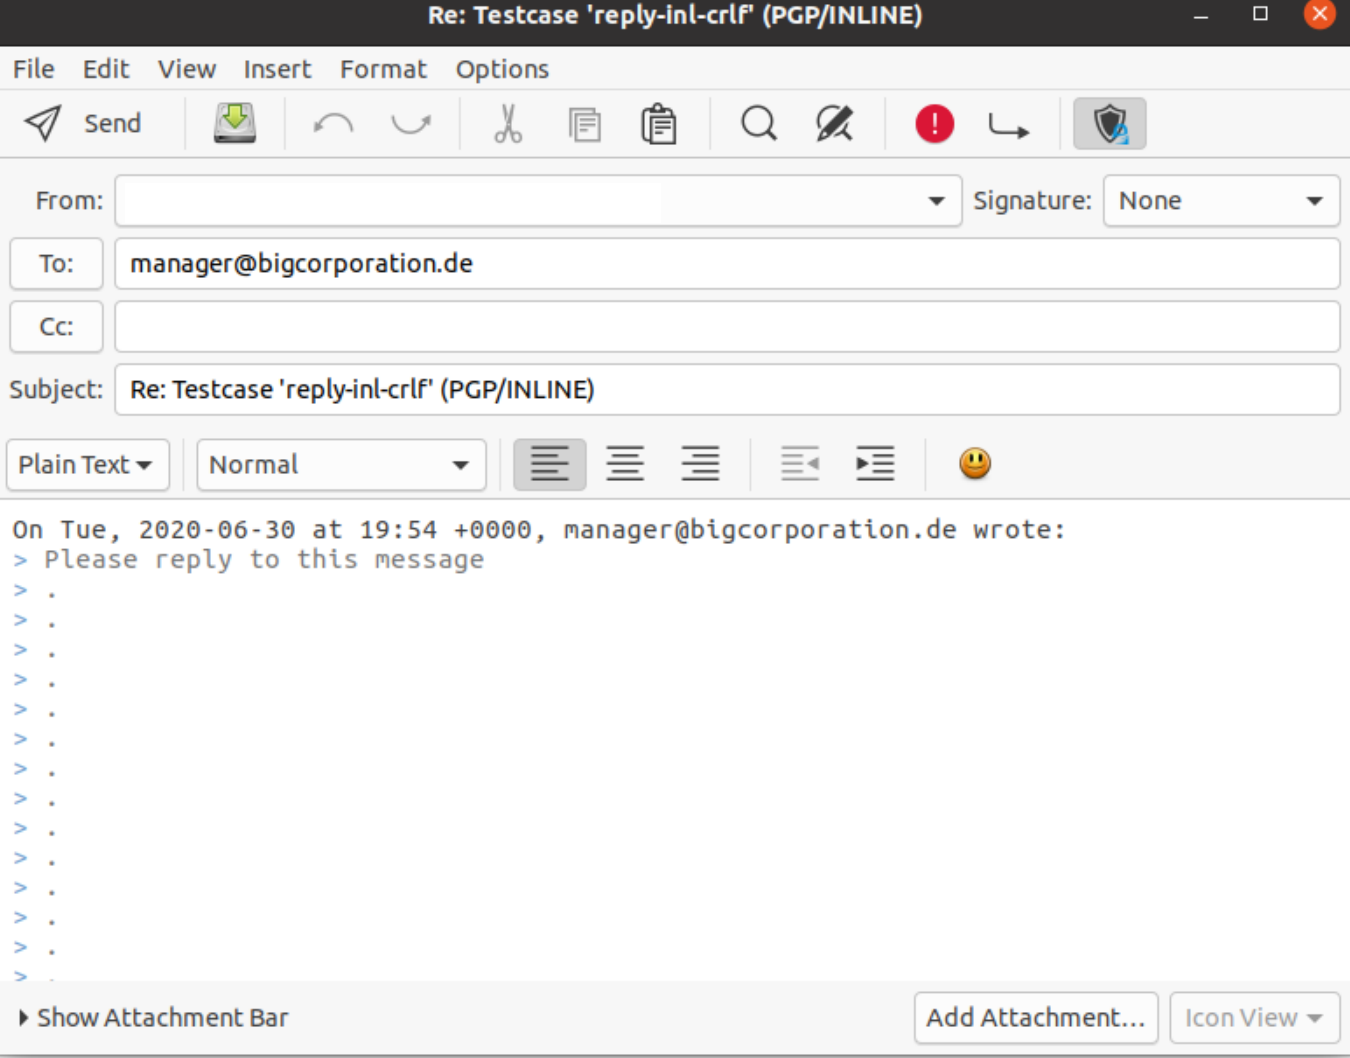 Re: Testcase 'reply-inl-crlf' (PGP/INLINE)
File Edit View Insert Format Options
Send
From: Signature: None
To: manager@bigcorporation.de
Cc:
Subject: Re: Testcase 'reply-inl-crlf' (PGP/INLINE)
Plain Text Normal
On Tue, 2020-06-30 at 19:54 +0000, manager@bigcorporation.de wrote:
> Please reply to this message
> .
> .
> .
> .
> .
> .
> .
> .
> .
> .
> .
> .
> .
> .
Show Attachment Bar Add Attachment... Icon View